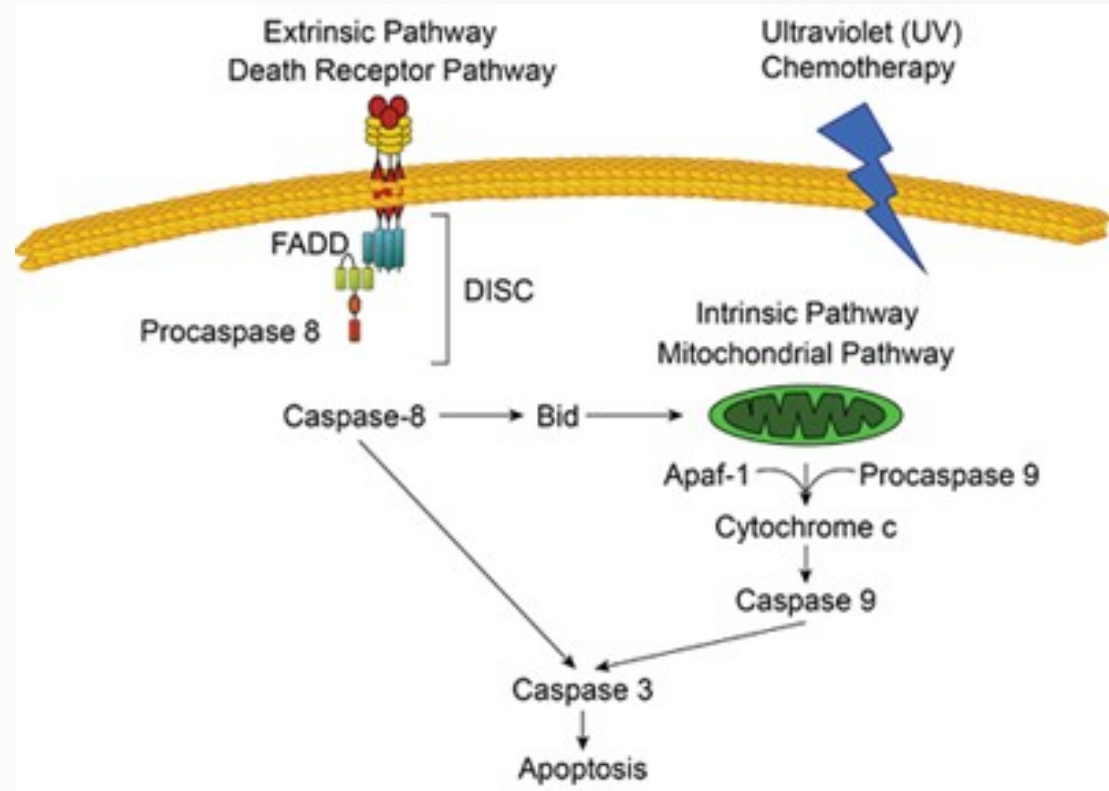 Extrinsic Pathway
Death Receptor Pathway
Ultraviolet (UV)
Chemotherapy
FADD
DISC
Procaspase 8
Intrinsic Pathway
Mitochondrial Pathway
Caspase-8
Bid
Apaf-1
Procaspase 9
Cytochrome c
Caspase 9
Caspase 3
Apoptosis